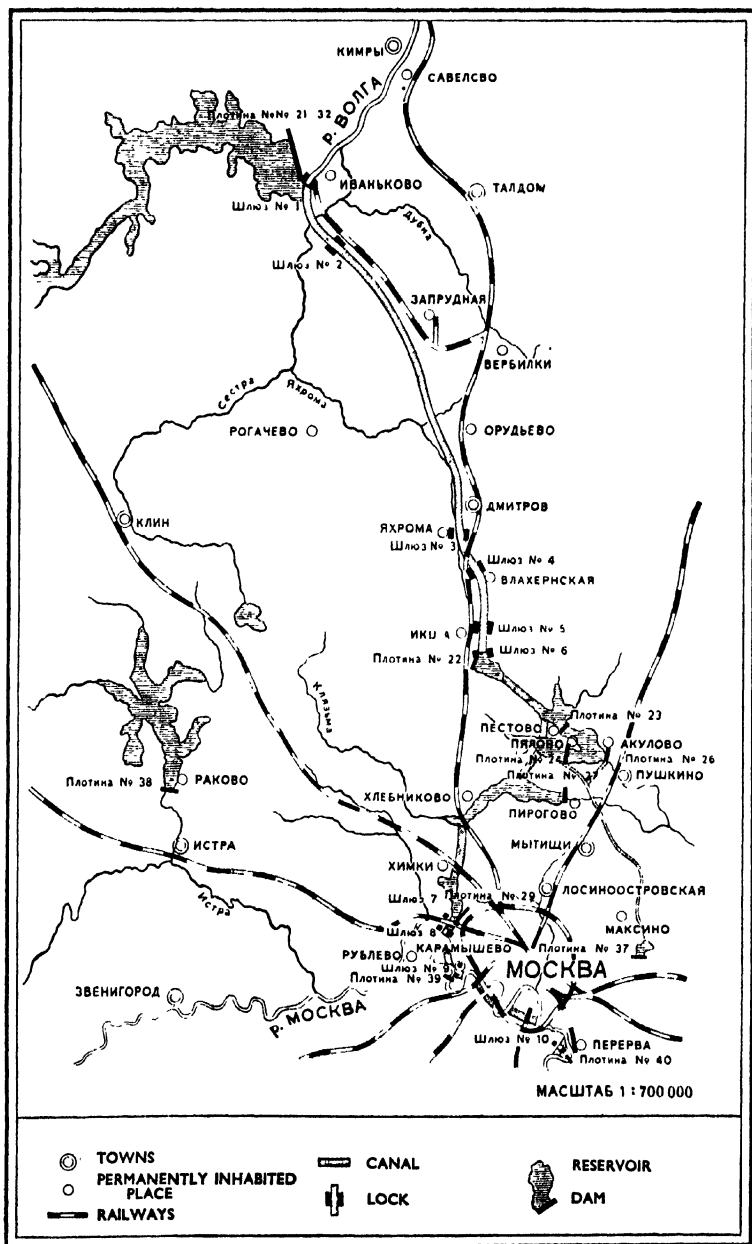 КИМРЫ
САВЕЛСВО
р. ВОЛГА
Плотина №№ 21 32
ИВАНЬКОВО
ТАЛДОМ
Шлюз № 1
Дубна
Шлюз № 2
ЗАПРУДНАЯ
ВЕРБИЛКИ
Сестра
Яхрома
РОГАЧЕВО
ОРУДЬЕВО
КЛИН
ДМИТРОВ
ЯХРОМА
Шлюз № 3
Шлюз № 4
ВЛАХЕРНСКАЯ
ИКША
Шлюз № 5
Шлюз № 6
Плотина № 22
Клязьма
Плотина № 23
ПЕСТОВО
ПЯЛОВО
АКУЛОВО
Плотина № 24
Плотина № 26
ПУШКИНО
Плотина № 38
РАКОВО
ХЛЕБНИКОВО
ПИРОГОВО
ИСТРА
МЫТИЩИ
ХИМКИ
ЛОСИНООСТРОВСКАЯ
Истра
Шлюз 7
Плотина № 29
МАКСИНО
Шлюз 8
КАРАМЫШЕВО
Плотина № 37
РУБЛЕВО
Шлюз № 9
МОСКВА
Плотина № 39
ЗВЕНИГОРОД
р. МОСКВА
Шлюз № 10
ПЕРЕРВА
Плотина № 40
МАСШТАБ 1:700 000
TOWNS
PERMANENTLY INHABITED
PLACE
RAILWAYS
CANAL
LOCK
RESERVOIR
DAM